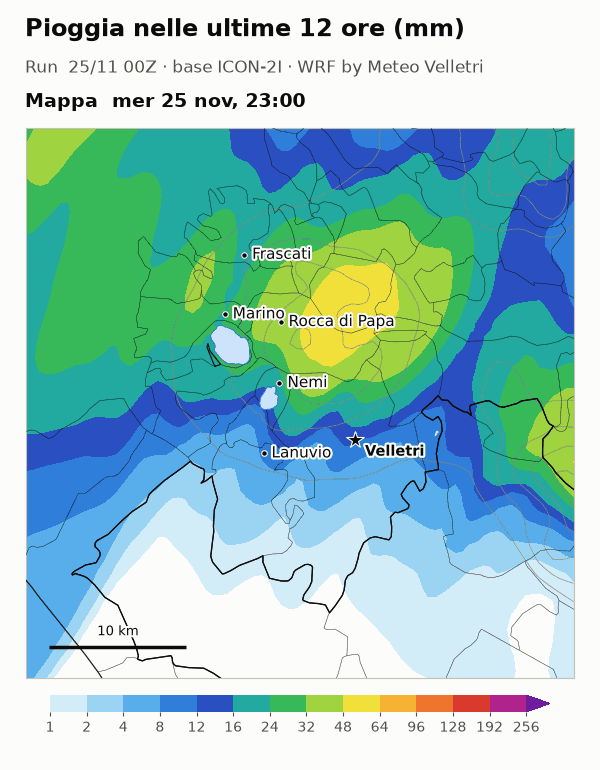 Pioggia nelle ultime 12 ore (mm)
Run  25/11 00Z · base ICON-2I · WRF by Meteo Velletri
Mappa  mer 25 nov, 23:00
Frascati
Marino
Rocca di Papa
Nemi
Velletri
Lanuvio
10 km
1 2 4 8 12 16 24 32 48 64 96 128 192 256